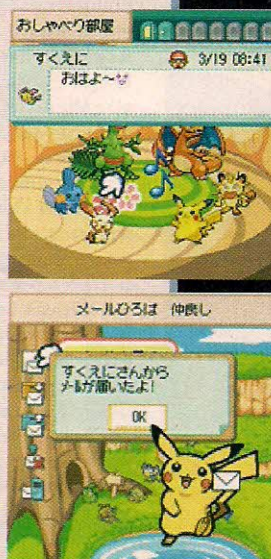 おしゃべり部屋
すくえに 3/19 08:41
おはよ〜
メールひろば 仲良し
すくえにさんから
メールが届いたよ!
OK